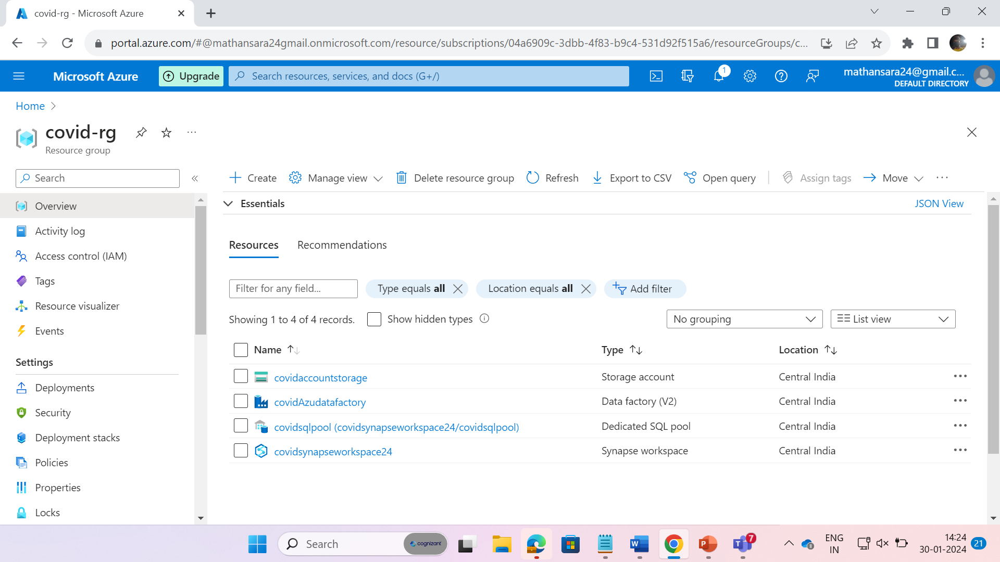 covid-rg - Microsoft Azure
portal.azure.com/#@mathansara24gmail.onmicrosoft.com/resource/subscriptions/04a6909c-3dbb-4f83-b9c4-531d92f515a6/resourceGroups/c...
Microsoft Azure
Upgrade
Search resources, services, and docs (G+/)
1
mathansara24@gmail.c...
DEFAULT DIRECTORY
Home
covid-rg
Resource group
Search
Create
Manage view
Delete resource group
Refresh
Export to CSV
Open query
Assign tags
Move
Overview
Activity log
Access control (IAM)
Tags
Resource visualizer
Events
Settings
Deployments
Security
Deployment stacks
Policies
Properties
Locks
Essentials
JSON View
Resources
Recommendations
Filter for any field...
Type equals all
Location equals all
Add filter
Showing 1 to 4 of 4 records.
Show hidden types
No grouping
List view
Name
Type
Location
covidaccountstorage
Storage account
Central India
covidAzudatafactory
Data factory (V2)
Central India
covidsqlpool (covidsynapseworkspace24/covidsqlpool)
Dedicated SQL pool
Central India
covidsynapseworkspace24
Synapse workspace
Central India
Search
cognizant
W
P
T
7
ENG
IN
14:24
30-01-2024
21